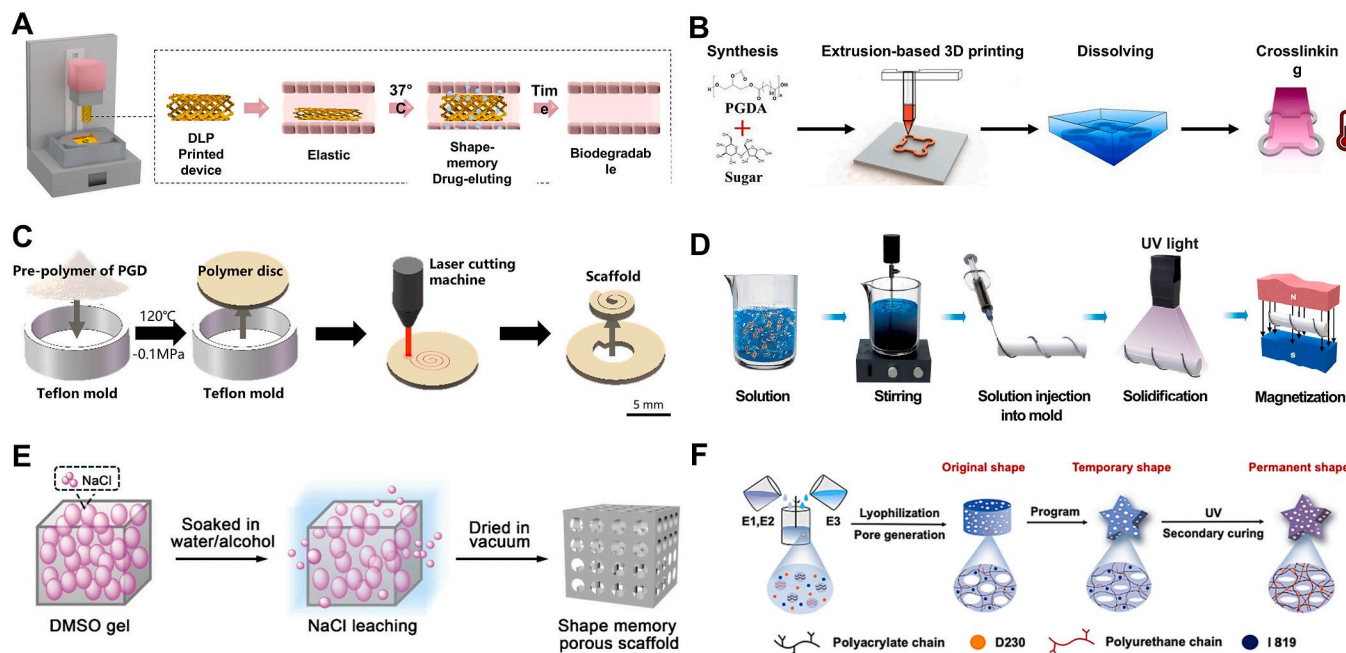 A
DLP
Printed
device
Elastic
37°
C
Shape-
memory
Drug-eluting
Tim
e
Biodegradab
le
B
Synthesis
PGDA
+
Sugar
Extrusion-based 3D printing
Dissolving
Crosslinkin
g
C
Pre-polymer of PGD
Teflon mold
120℃
-0.1MPa
Polymer disc
Teflon mold
Laser cutting
machine
Scaffold
5 mm
D
Solution
Stirring
Solution injection
into mold
UV light
Solidification
N
S
Magnetization
E
NaCl
DMSO gel
Soaked in
water/alcohol
NaCl leaching
Dried in
vacuum
Shape memory
porous scaffold
F
E1,E2
E3
Lyophilization
Pore generation
Original shape
Program
Temporary shape
UV
Secondary curing
Permanent shape
Polyacrylate chain
D230
Polyurethane chain
I 819